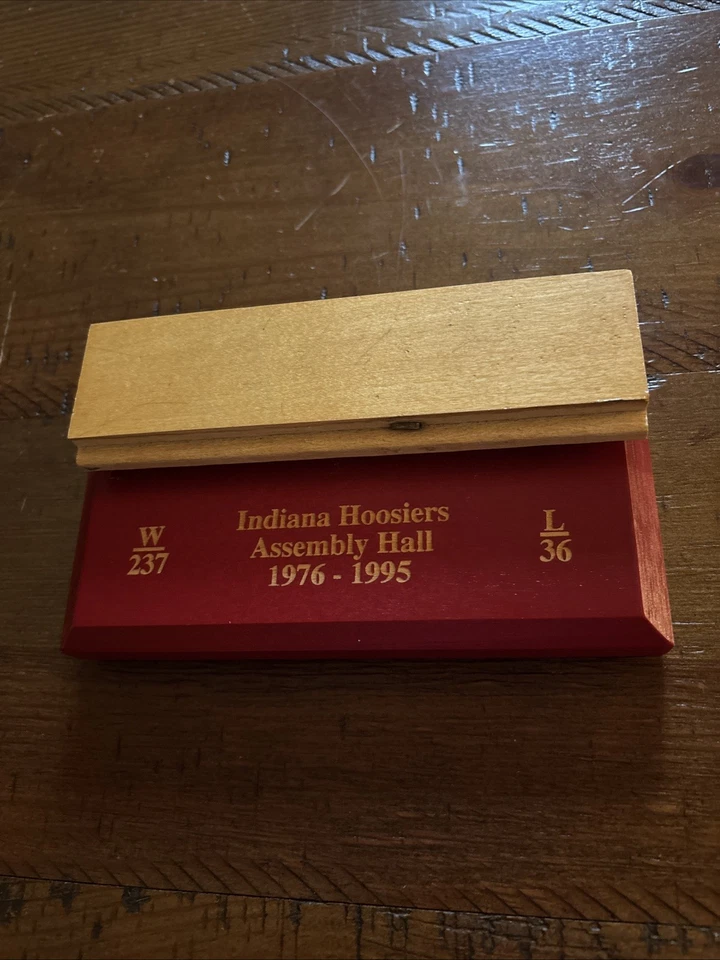 W
237
Indiana Hoosiers
Assembly Hall
1976 - 1995
L
36